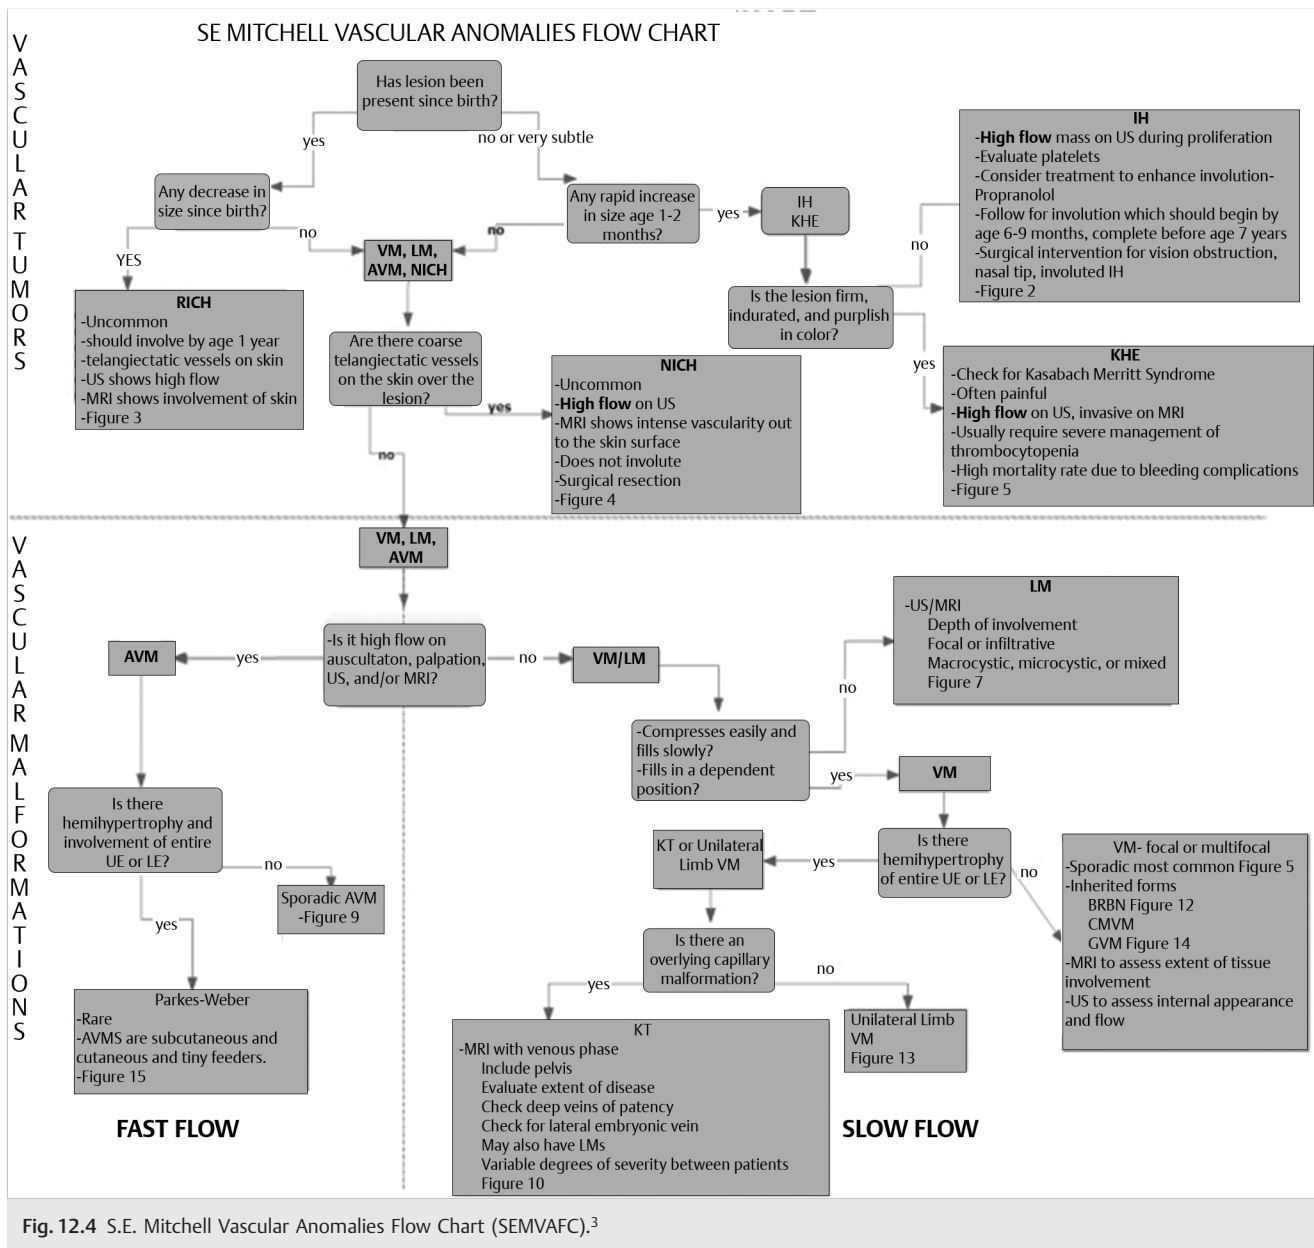 SE MITCHELL VASCULAR ANOMALIES FLOW CHART
VASCULAR TUMORS
Has lesion been
present since birth?
yes
no or very subtle
Any decrease in
size since birth?
no
YES
Any rapid increase
in size age 1-2
months?
yes
no
IH
KHE
VM, LM,
AVM, NICH
IH
-High flow mass on US during proliferation
-Evaluate platelets
-Consider treatment to enhance involution-
Propranolol
-Follow for involution which should begin by
age 6-9 months, complete before age 7 years
-Surgical intervention for vision obstruction,
nasal tip, involuted IH
-Figure 2
no
Is the lesion firm,
indurated, and purplish
in color?
yes
RICH
-Uncommon
-should involve by age 1 year
-telangiectatic vessels on skin
-US shows high flow
-MRI shows involvement of skin
-Figure 3
Are there coarse
telangiectatic vessels
on the skin over the
lesion?
yes
no
NICH
-Uncommon
-High flow on US
-MRI shows intense vascularity out
to the skin surface
-Does not involute
-Surgical resection
-Figure 4
KHE
-Check for Kasabach Merritt Syndrome
-Often painful
-High flow on US, invasive on MRI
-Usually require severe management of
thrombocytopenia
-High mortality rate due to bleeding complications
-Figure 5
VASCULAR MALFORMATIONS
VM, LM,
AVM
-Is it high flow on
auscultaton, palpation,
US, and/or MRI?
yes
no
AVM
VM/LM
LM
-US/MRI
Depth of involvement
Focal or infiltrative
Macrocystic, microcystic, or mixed
Figure 7
no
-Compresses easily and
fills slowly?
-Fills in a dependent
position?
yes
VM
Is there
hemihypertrophy and
involvement of entire
UE or LE?
no
yes
Sporadic AVM
-Figure 9
Parkes-Weber
-Rare
-AVMS are subcutaneous and
cutaneous and tiny feeders.
-Figure 15
FAST FLOW
Is there
hemihypertrophy
of entire UE or LE?
yes
no
KT or Unilateral
Limb VM
VM- focal or multifocal
-Sporadic most common Figure 5
-Inherited forms
BRBN Figure 12
CMVM
GVM Figure 14
-MRI to assess extent of tissue
involvement
-US to assess internal appearance
and flow
Is there an
overlying capillary
malformation?
yes
no
KT
-MRI with venous phase
Include pelvis
Evaluate extent of disease
Check deep veins of patency
Check for lateral embryonic vein
May also have LMs
Variable degrees of severity between patients
Figure 10
Unilateral Limb
VM
Figure 13
SLOW FLOW
Fig. 12.4 S.E. Mitchell Vascular Anomalies Flow Chart (SEMVAFC).³